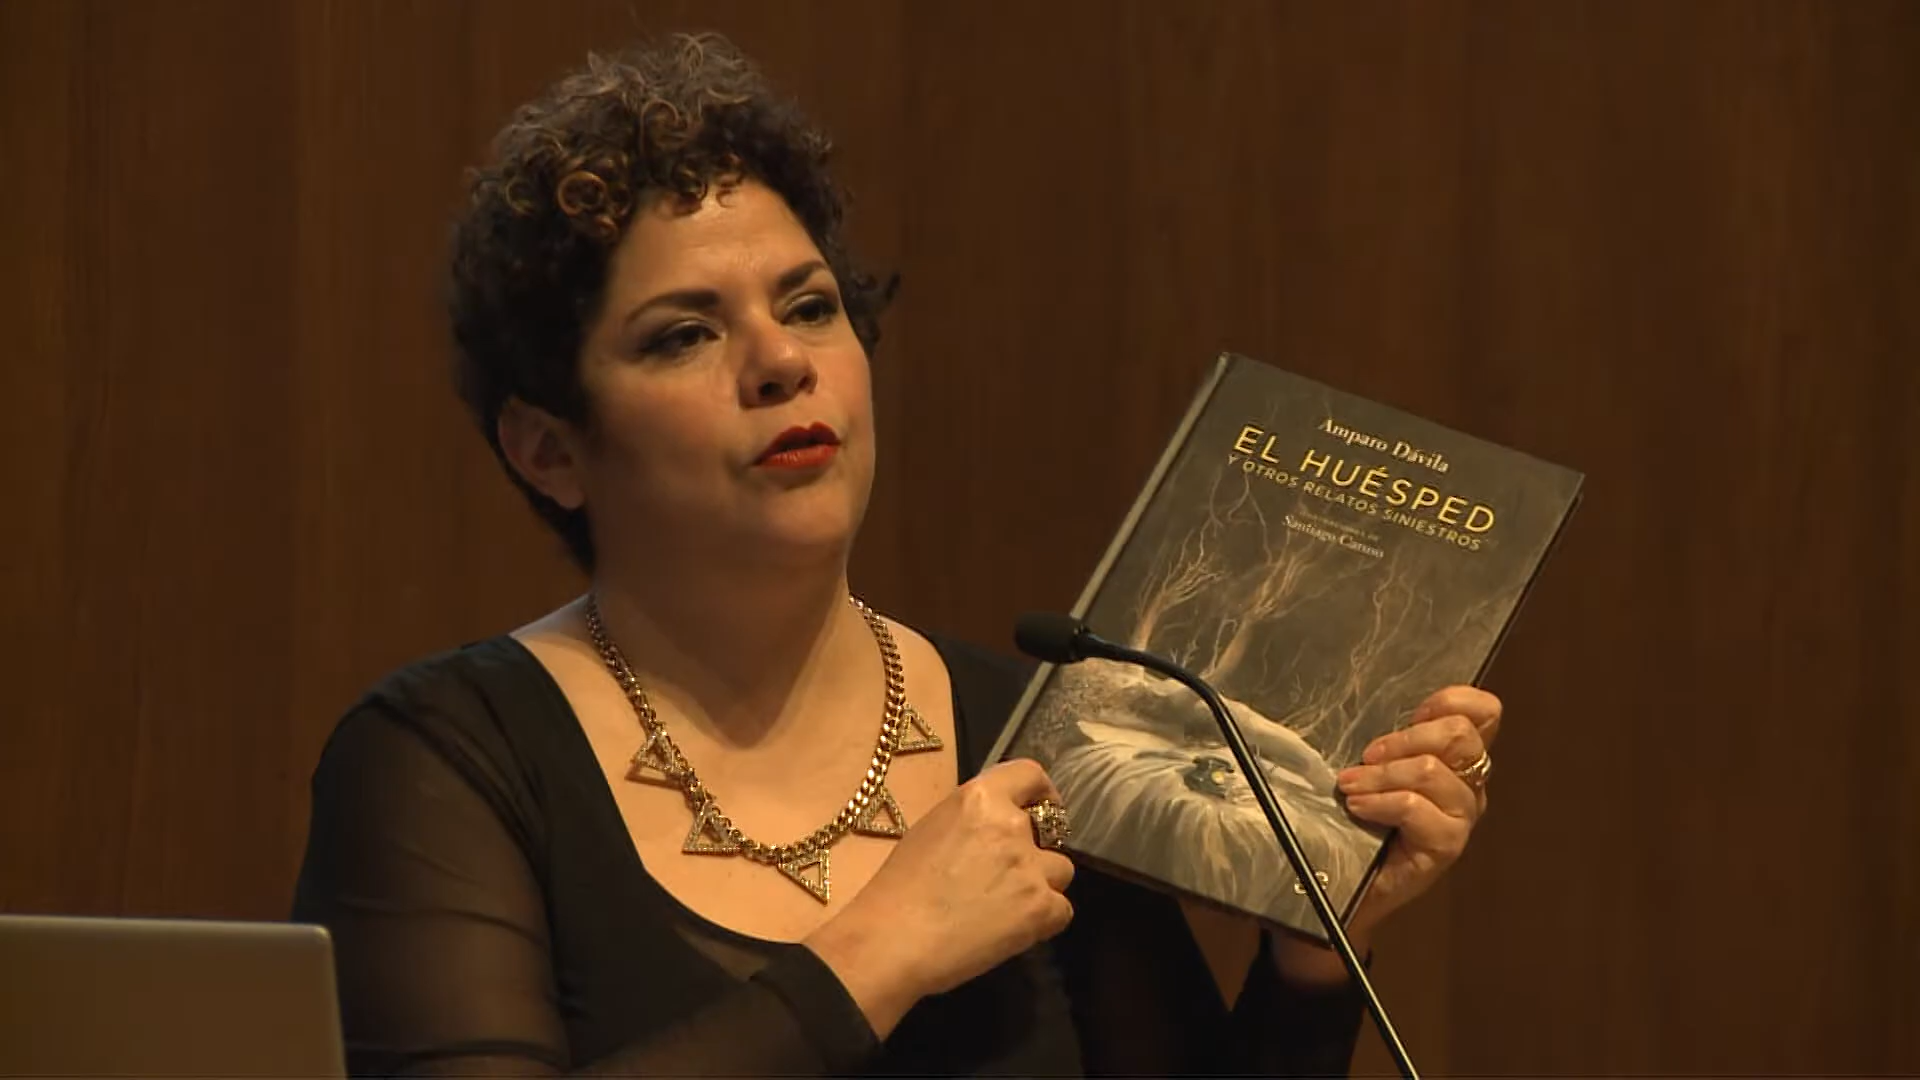 Amparo Dávila
EL HUÉSPED
Y OTROS RELATOS SINIESTROS
Santiago Caruso